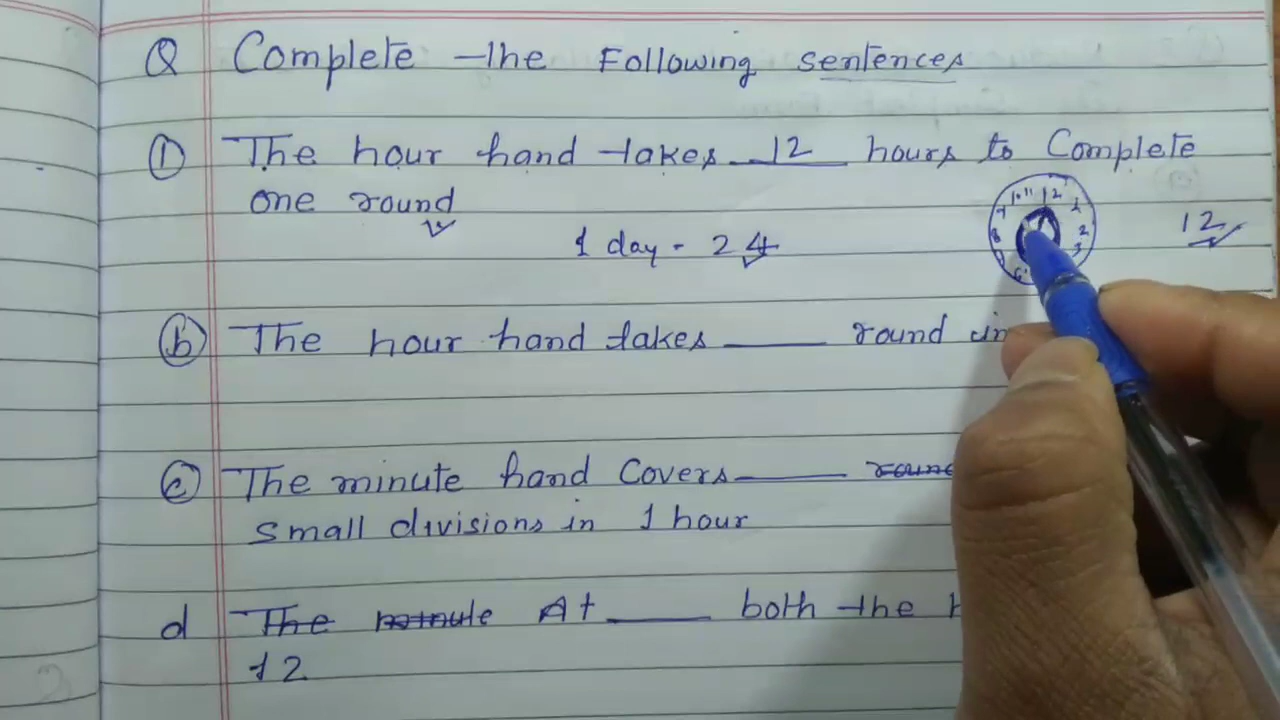 Q Complete the Following sentences
① The hour hand takes 12 hours to Complete
one round
1 day - 24
12
ⓑ The hour hand takes ____ round in
ⓒ The minute hand Covers ____ round
small divisions in 1 hour
d The minute At ____ both the
12